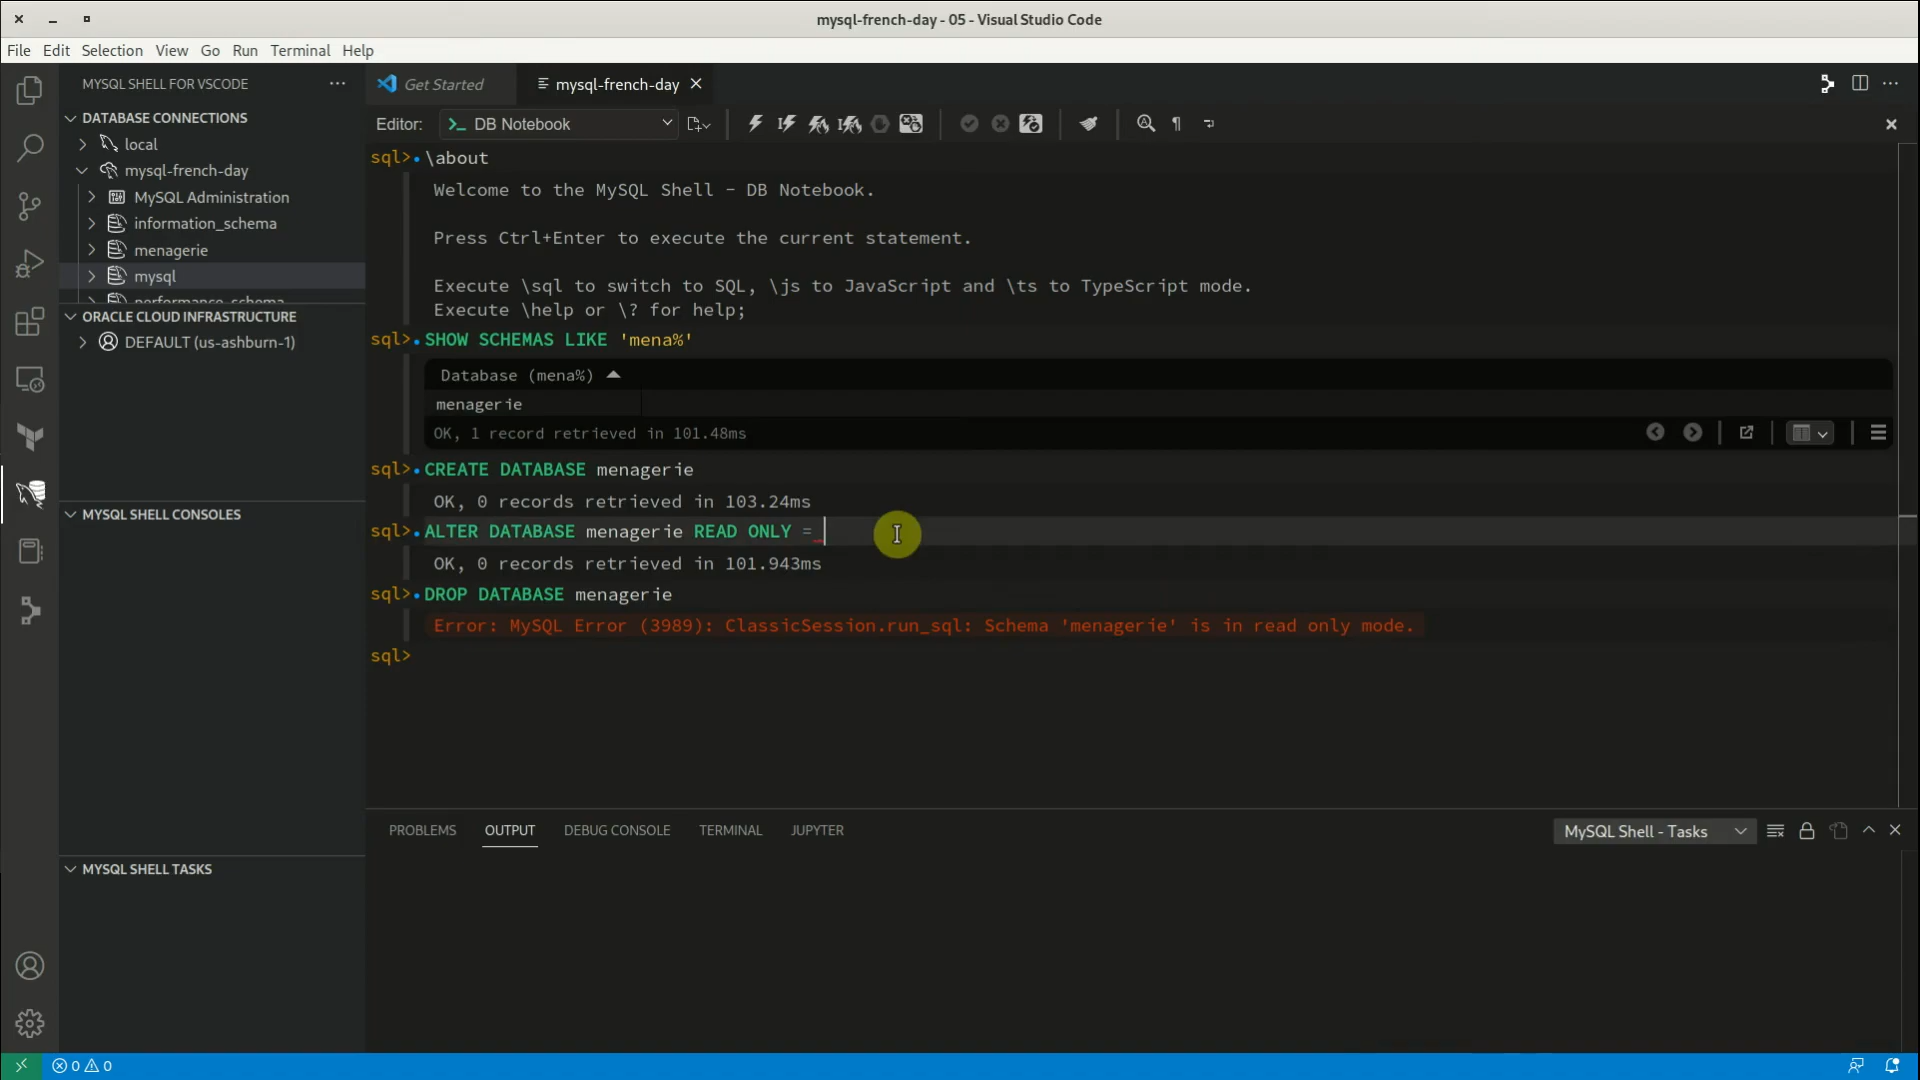 mysql-french-day - 05 - Visual Studio Code
File Edit Selection View Go Run Terminal Help
MYSQL SHELL FOR VSCODE
DATABASE CONNECTIONS
local
mysql-french-day
MySQL Administration
information_schema
menagerie
mysql
performance_schema
ORACLE CLOUD INFRASTRUCTURE
DEFAULT (us-ashburn-1)
MYSQL SHELL CONSOLES
MYSQL SHELL TASKS
Get Started
mysql-french-day
Editor: DB Notebook
sql> \about
Welcome to the MySQL Shell - DB Notebook.
Press Ctrl+Enter to execute the current statement.
Execute \sql to switch to SQL, \js to JavaScript and \ts to TypeScript mode.
Execute \help or \? for help;
sql> SHOW SCHEMAS LIKE 'mena%'
Database (mena%)
menagerie
OK, 1 record retrieved in 101.48ms
sql> CREATE DATABASE menagerie
OK, 0 records retrieved in 103.24ms
sql> ALTER DATABASE menagerie READ ONLY =
OK, 0 records retrieved in 101.943ms
sql> DROP DATABASE menagerie
Error: MySQL Error (3989): ClassicSession.run_sql: Schema 'menagerie' is in read only mode.
sql>
PROBLEMS OUTPUT DEBUG CONSOLE TERMINAL JUPYTER
MySQL Shell - Tasks
0 0